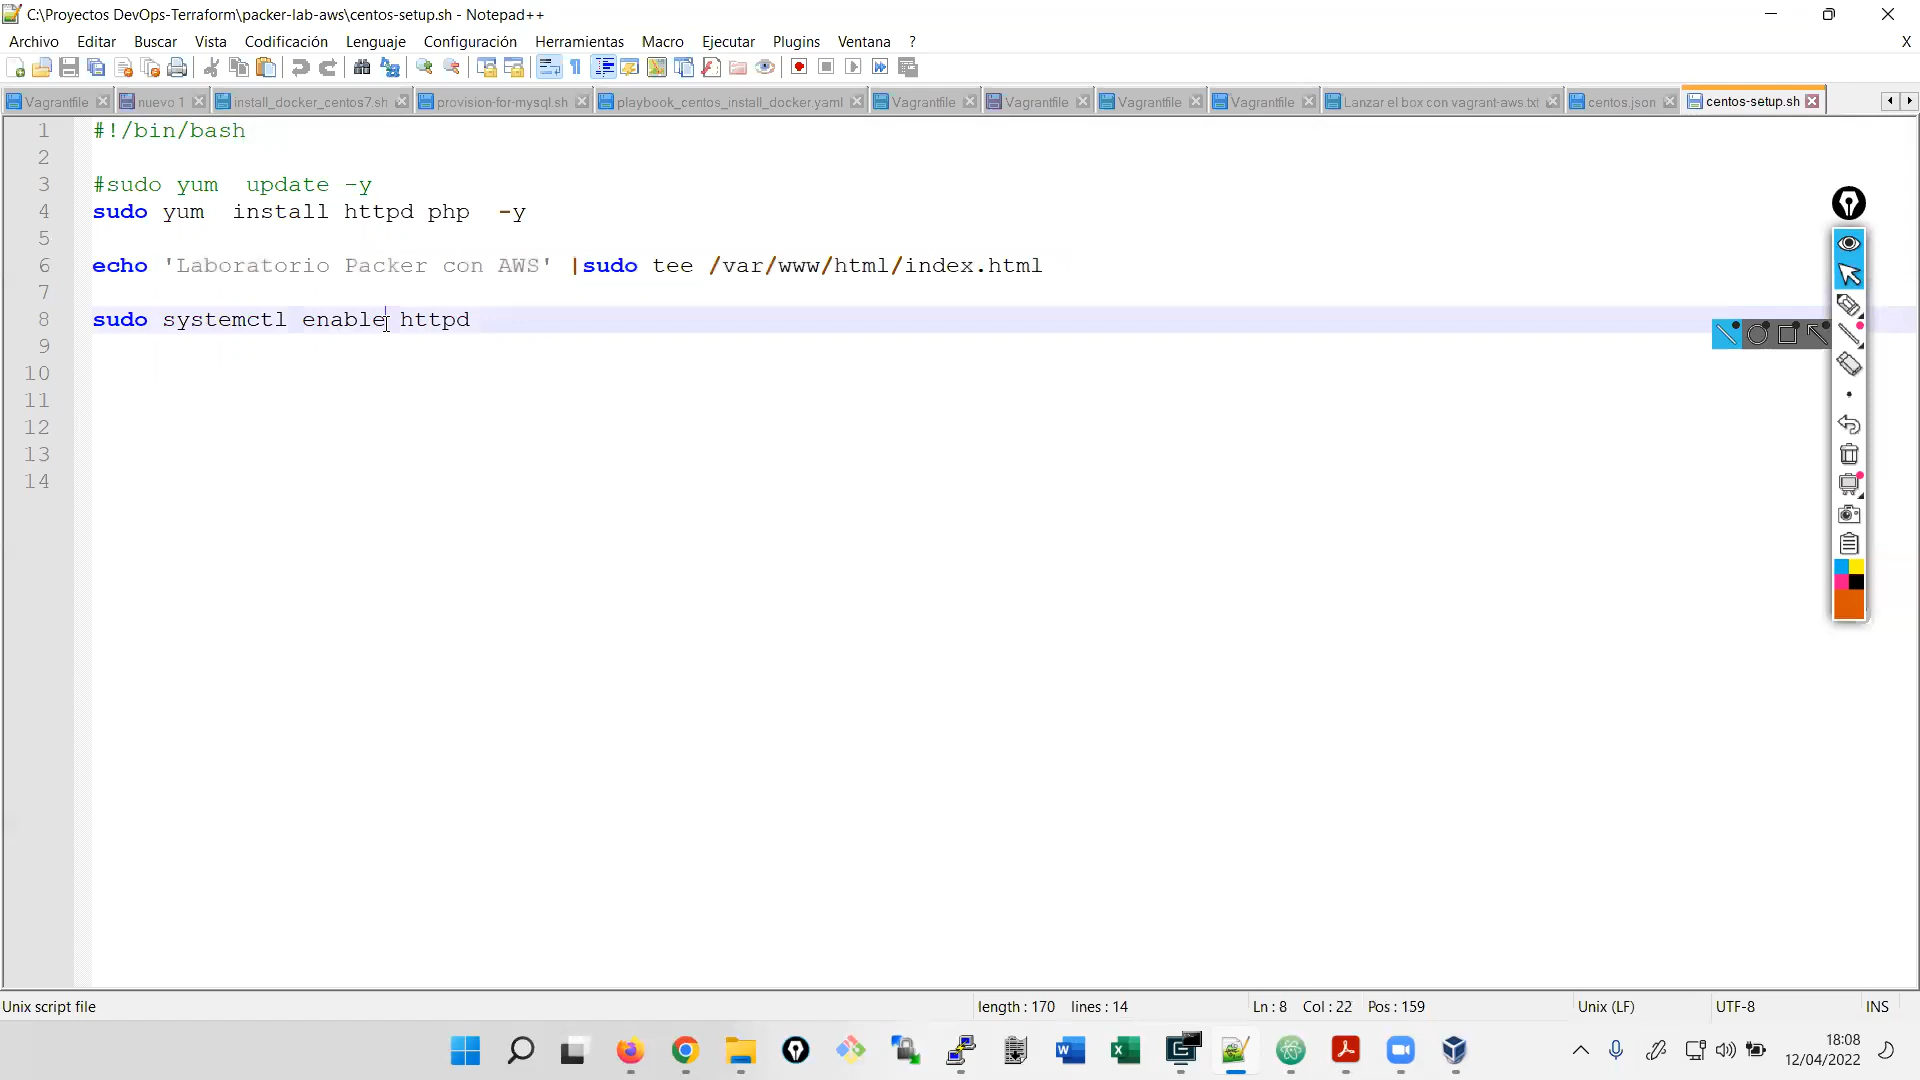 C:\Proyectos DevOps-Terraform\packer-lab-aws\centos-setup.sh - Notepad++
Archivo Editar Buscar Vista Codificación Lenguaje Configuración Herramientas Macro Ejecutar Plugins Ventana ? X
Vagrantfile nuevo 1 install_docker_centos7.sh provision-for-mysql.sh playbook_centos_install_docker.yaml Vagrantfile Vagrantfile Vagrantfile Vagrantfile Lanzar el box con vagrant-aws.txt centos.json centos-setup.sh
1 #!/bin/bash
2
3 #sudo yum  update -y
4 sudo yum  install httpd php  -y
5
6 echo 'Laboratorio Packer con AWS' |sudo tee /var/www/html/index.html
7
8 sudo systemctl enable httpd
9
10
11
12
13
14
Unix script file length : 170 lines : 14 Ln : 8 Col : 22 Pos : 159 Unix (LF) UTF-8 INS
18:08
12/04/2022